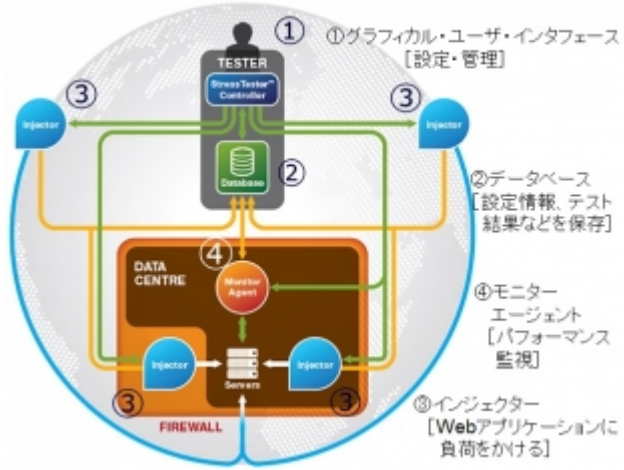 ①
①グラフィカル・ユーザ・インタフェース
[設定・管理]
TESTER
StressTester™
Controller
③
③
Injector
Injector
Database
②
②データベース
[設定情報、テスト
結果などを保存]
④
DATA
CENTRE
Monitor
Agent
④モニター
エージェント
[パフォーマンス
監視]
Injector
Injector
Servers
③
③
FIREWALL
③インジェクター
[Webアプリケーションに
負荷をかける]